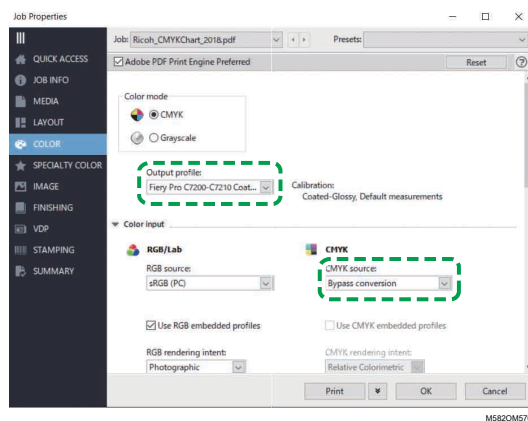 Job Properties
Job: Ricoh_CMYKChart_2018.pdf Presets:
QUICK ACCESS
JOB INFO
MEDIA
LAYOUT
COLOR
SPECIALTY COLOR
IMAGE
FINISHING
VDP
STAMPING
SUMMARY
Adobe PDF Print Engine Preferred Reset
Color mode
CMYK
Grayscale
Output profile:
Fiery Pro C7200-C7210 Coat...
Calibration:
Coated-Glossy, Default measurements
Color input
RGB/Lab
RGB source:
sRGB (PC)
Use RGB embedded profiles
RGB rendering intent:
Photographic
CMYK
CMYK source:
Bypass conversion
Use CMYK embedded profiles
CMYK rendering intent:
Relative Colorimetric
Print OK Cancel